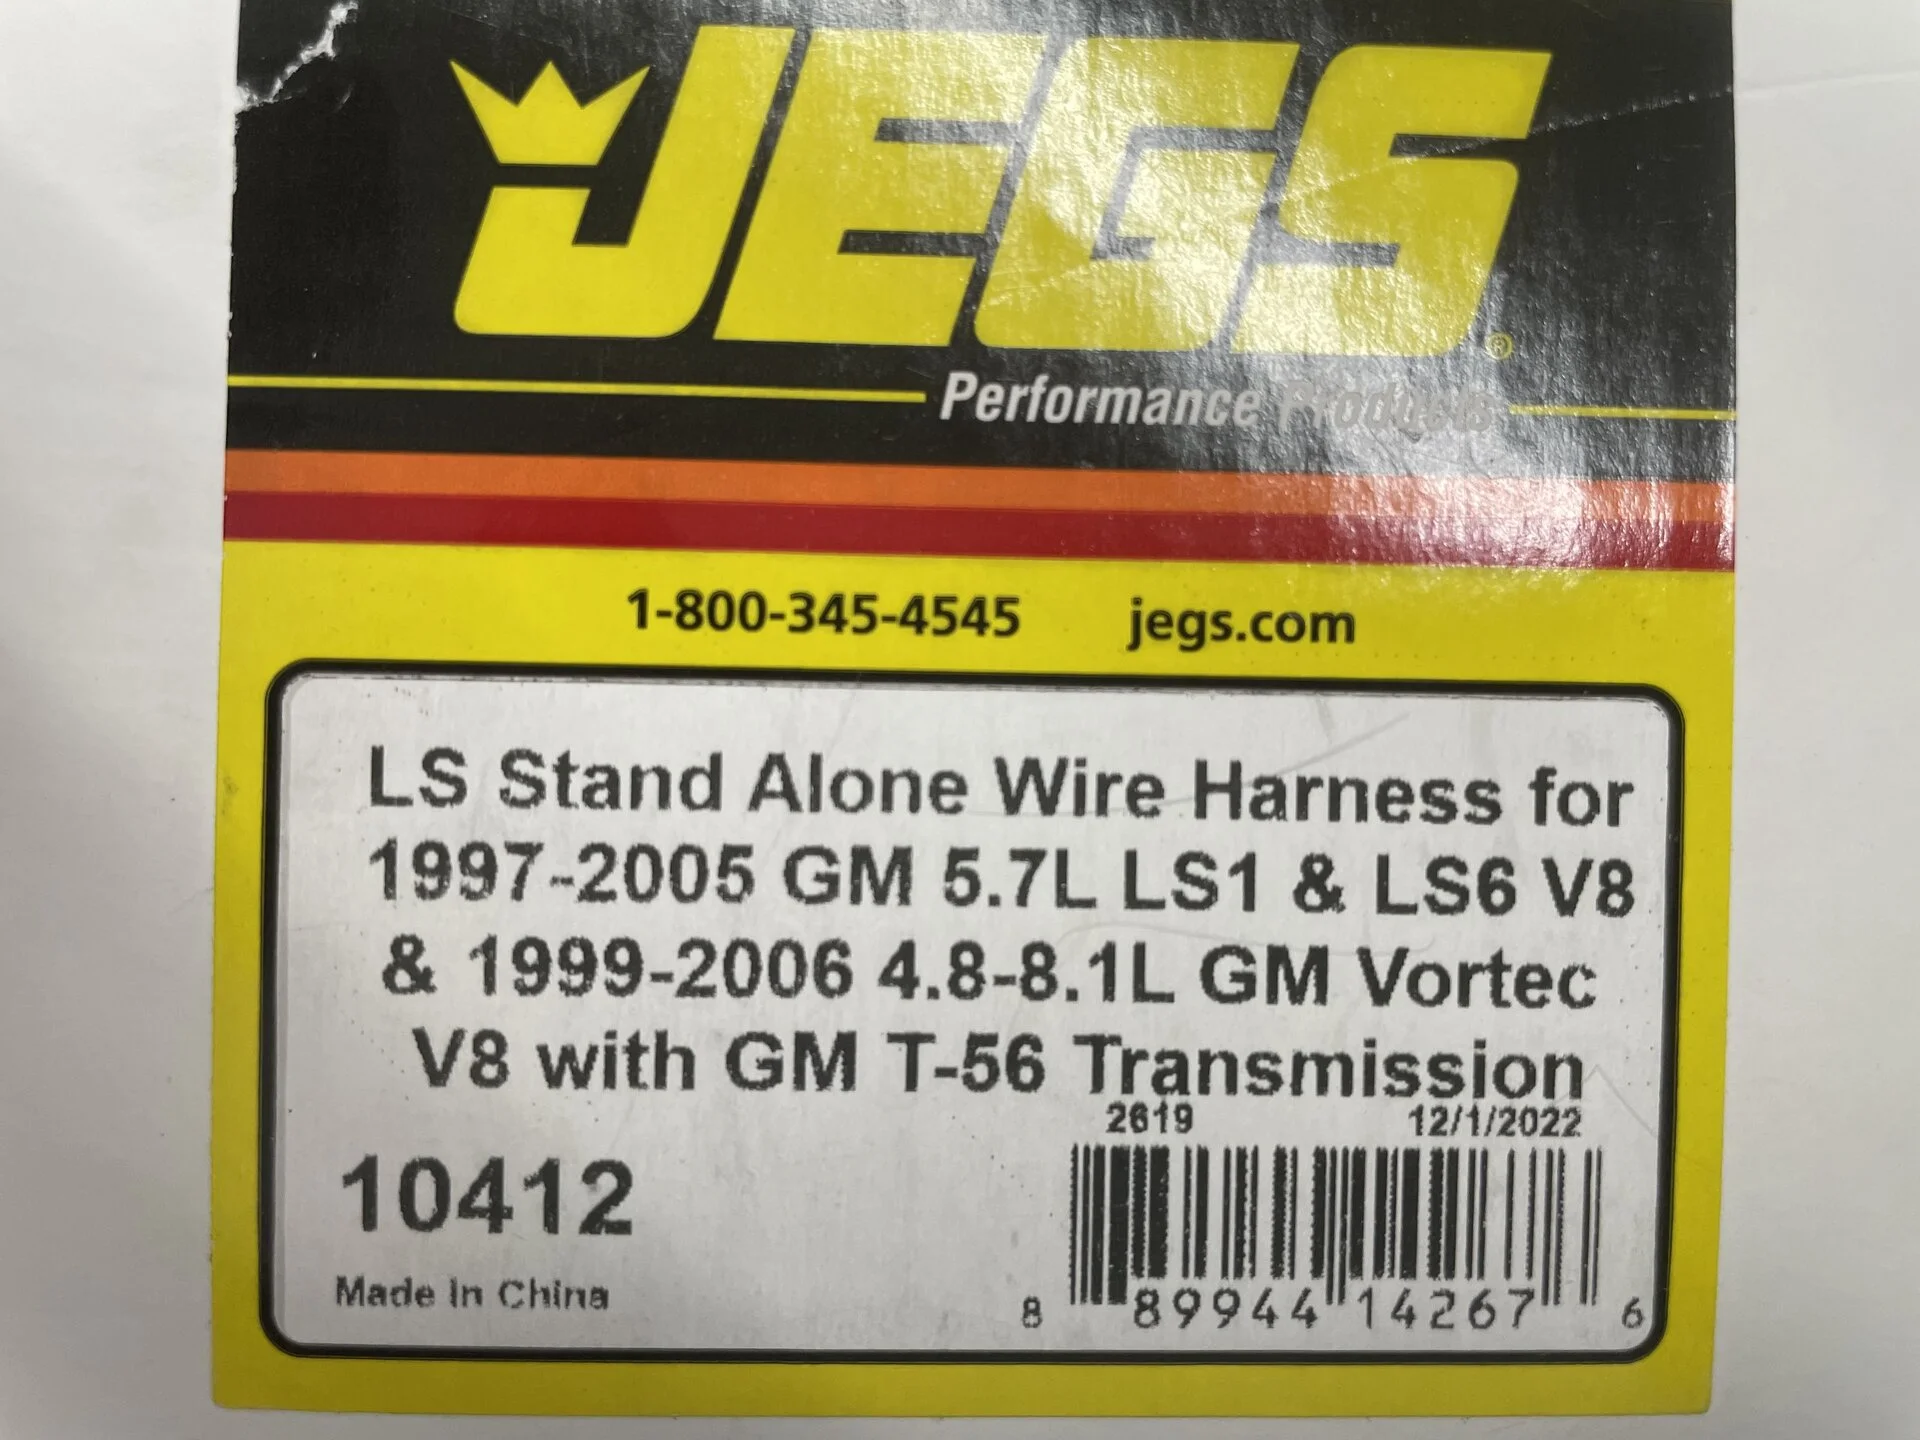 JEGS®
Performance Products
1-800-345-4545 jegs.com
LS Stand Alone Wire Harness for
1997-2005 GM 5.7L LS1 & LS6 V8
& 1999-2006 4.8-8.1L GM Vortec
V8 with GM T-56 Transmission
2619 12/1/2022
10412
Made In China
8 89944 14267 6